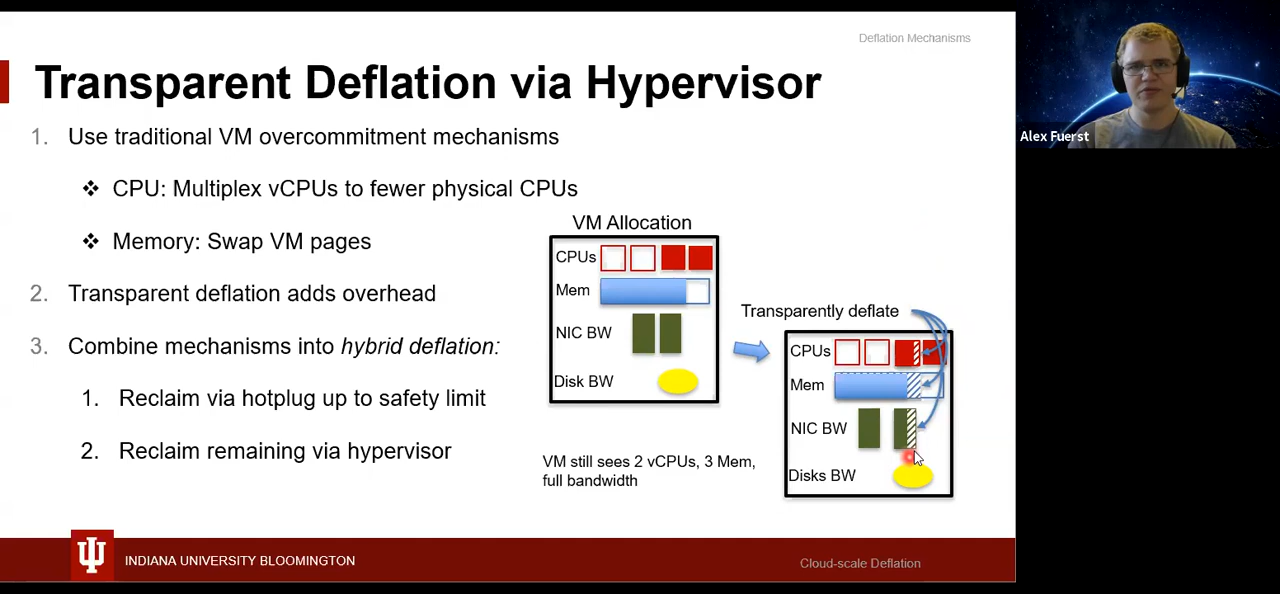 Deflation Mechanisms
Transparent Deflation via Hypervisor
1. Use traditional VM overcommitment mechanisms
❖ CPU: Multiplex vCPUs to fewer physical CPUs
❖ Memory: Swap VM pages
2. Transparent deflation adds overhead
3. Combine mechanisms into hybrid deflation:
1. Reclaim via hotplug up to safety limit
2. Reclaim remaining via hypervisor
VM Allocation
CPUs
Mem
NIC BW
Disk BW
Transparently deflate
CPUs
Mem
NIC BW
Disks BW
VM still sees 2 vCPUs, 3 Mem,
full bandwidth
INDIANA UNIVERSITY BLOOMINGTON
Cloud-scale Deflation
Alex Fuerst